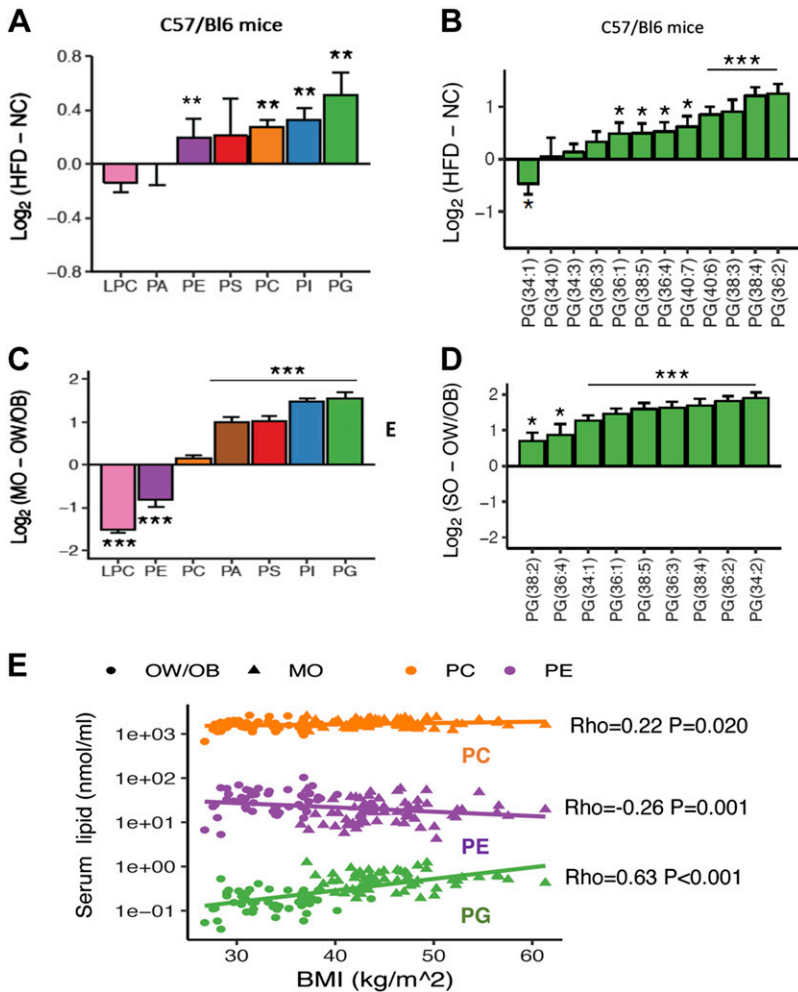 A
C57/Bl6 mice
Log2 (HFD – NC)
0.8
0.4
0.0
−0.4
−0.8
** ** ** **
LPC PA PE PS PC PI PG
B
C57/Bl6 mice
Log2 (HFD – NC)
1
0
−1
* * * * * ***
PG(34:1)
PG(34:0)
PG(34:3)
PG(36:3)
PG(36:1)
PG(38:5)
PG(36:4)
PG(40:7)
PG(40:6)
PG(38:3)
PG(38:4)
PG(36:2)
C
Log2 (MO – OW/OB)
2
1
0
−1
−2
*** *** ***
LPC PE PC PA PS PI PG
E
D
Log2 (SO – OW/OB)
2
1
0
−1
−2
* * ***
PG(38:2)
PG(36:4)
PG(34:1)
PG(36:1)
PG(38:5)
PG(36:3)
PG(38:4)
PG(36:2)
PG(34:2)
E
OW/OB MO PC PE
Serum lipid (nmol/ml)
1e+03
1e+02
1e+01
1e+00
1e−01
PC
PE
PG
Rho=0.22 P=0.020
Rho=-0.26 P=0.001
Rho=0.63 P<0.001
30 40 50 60
BMI (kg/m^2)